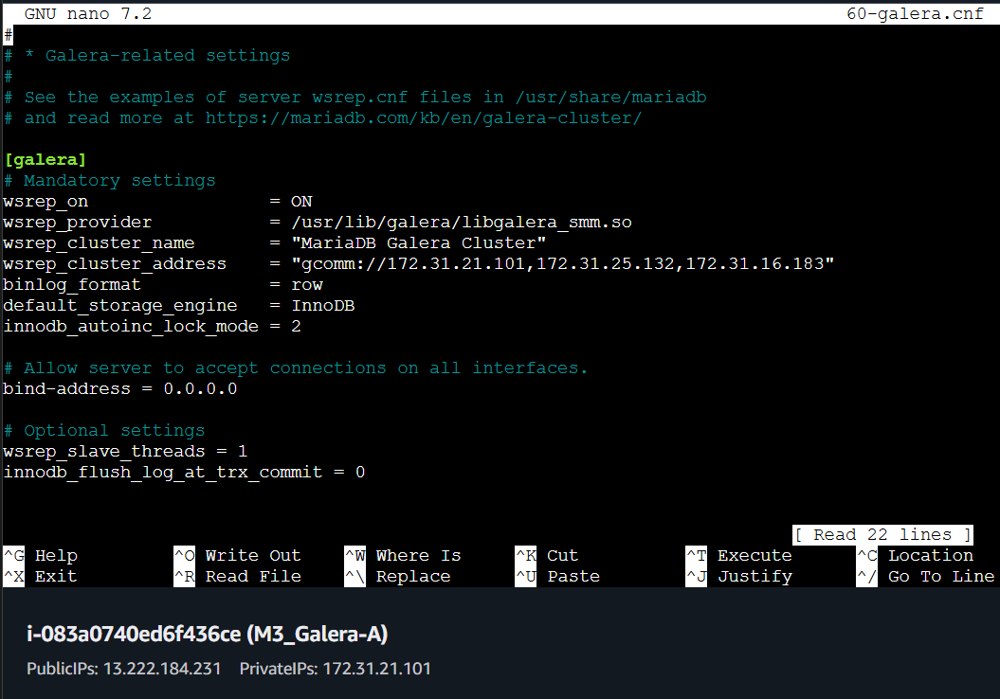 GNU nano 7.2 60-galera.cnf
#
# * Galera-related settings
#
# See the examples of server wsrep.cnf files in /usr/share/mariadb
# and read more at https://mariadb.com/kb/en/galera-cluster/
[galera]
# Mandatory settings
wsrep_on = ON
wsrep_provider = /usr/lib/galera/libgalera_smm.so
wsrep_cluster_name = "MariaDB Galera Cluster"
wsrep_cluster_address = "gcomm://172.31.21.101,172.31.25.132,172.31.16.183"
binlog_format = row
default_storage_engine = InnoDB
innodb_autoinc_lock_mode = 2
# Allow server to accept connections on all interfaces.
bind-address = 0.0.0.0
# Optional settings
wsrep_slave_threads = 1
innodb_flush_log_at_trx_commit = 0
[ Read 22 lines ]
^G Help ^O Write Out ^W Where Is ^K Cut ^T Execute ^C Location
^X Exit ^R Read File ^\ Replace ^U Paste ^J Justify ^/ Go To Line
i-083a0740ed6f436ce (M3_Galera-A)
PublicIPs: 13.222.184.231 PrivateIPs: 172.31.21.101